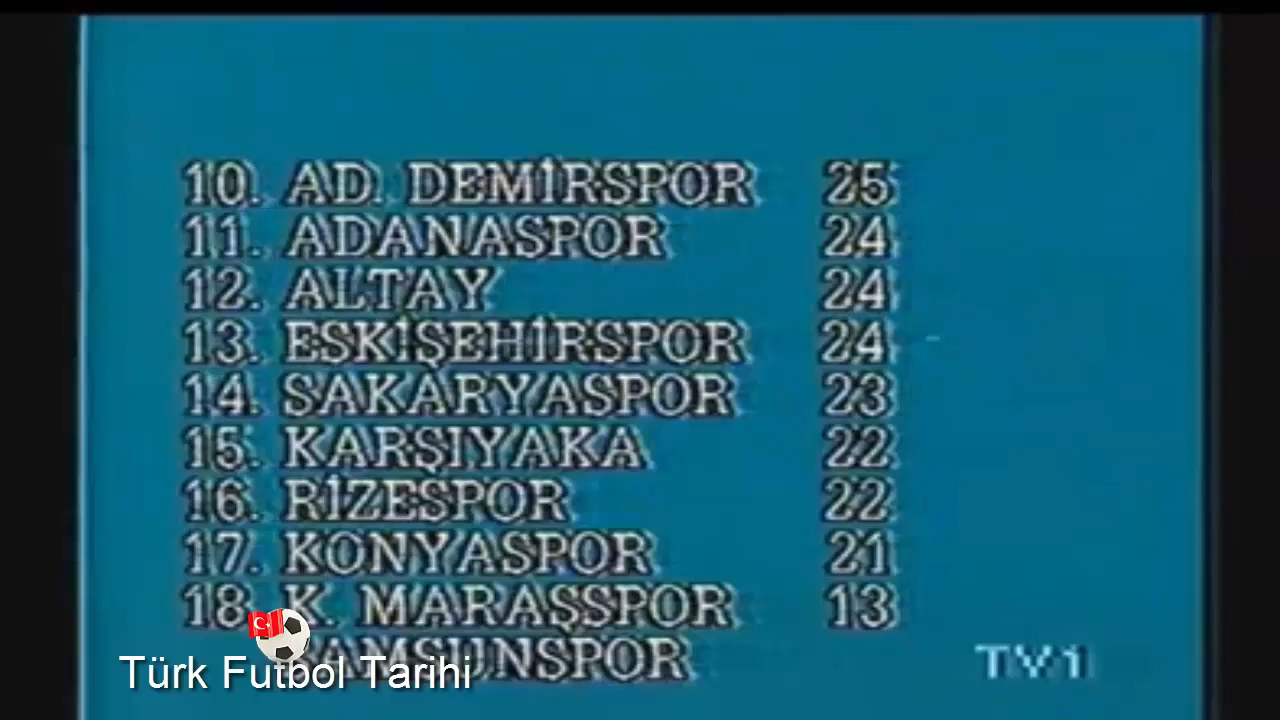 10. AD. DEMİRSPOR 25
11. ADANASPOR 24
12. ALTAY 24
13. ESKİŞEHİRSPOR 24
14. SAKARYASPOR 23
15. KARŞIYAKA 22
16. RİZESPOR 22
17. KONYASPOR 21
18. K. MARAŞSPOR 13
SAMSUNSPOR
TV1
Türk Futbol Tarihi